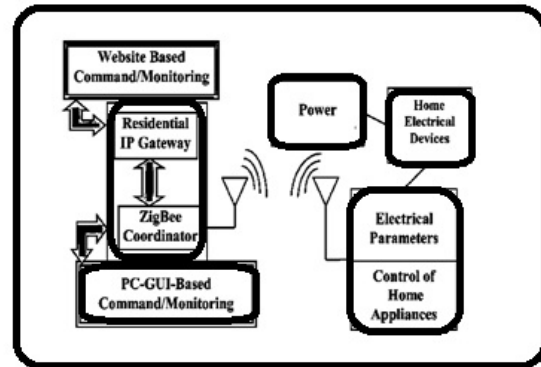 Website Based
Command/Monitoring
Residential
IP Gateway
ZigBee
Coordinator
PC-GUI-Based
Command/Monitoring
Power
Home
Electrical
Devices
Electrical
Parameters
Control of
Home
Appliances